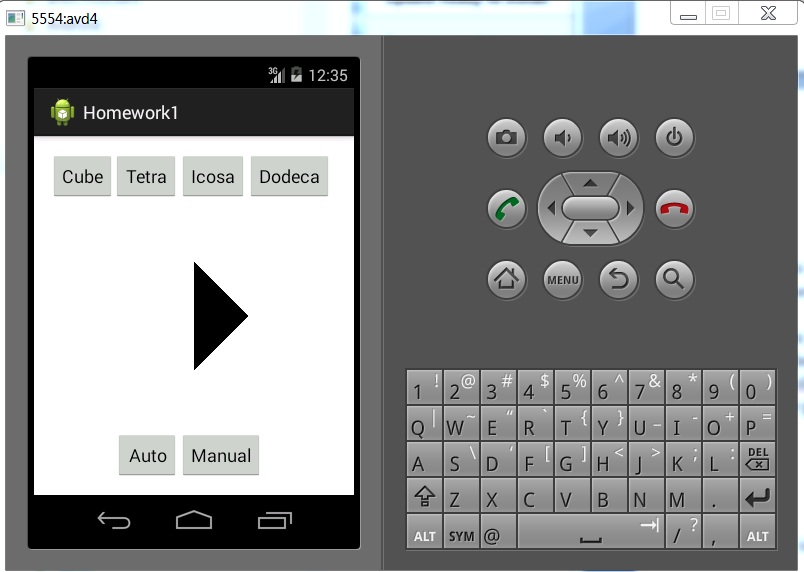 5554:avd4
3G 12:35
Homework1
Cube Tetra Icosa Dodeca
Auto Manual
MENU
1 ! 2 @ 3 # 4 $ 5 % 6 ^ 7 & 8 * 9 ( 0 )
Q | W ~ E “ R ` T { Y } U _ I - O + P =
A S \ D ‘ F [ G ] H < J > K ; L : DEL
Z X C V B N M .
ALT SYM @ / ? , ALT